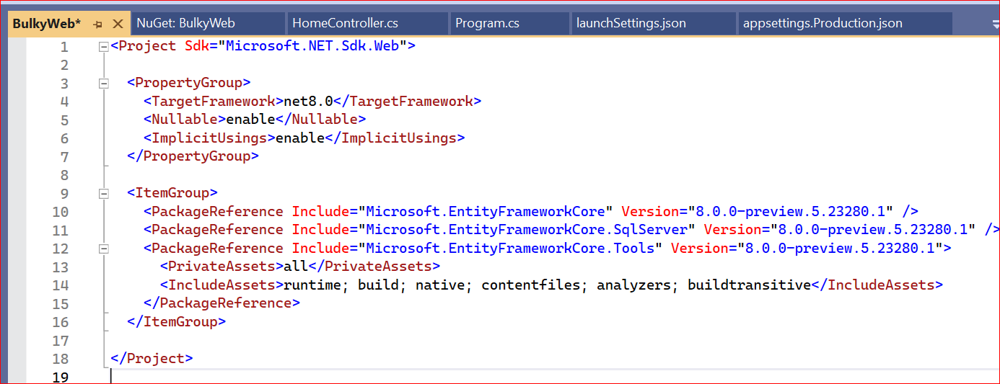 BulkyWeb* NuGet: BulkyWeb HomeController.cs Program.cs launchSettings.json appsettings.Production.json
1 <Project Sdk="Microsoft.NET.Sdk.Web">
2
3 <PropertyGroup>
4 <TargetFramework>net8.0</TargetFramework>
5 <Nullable>enable</Nullable>
6 <ImplicitUsings>enable</ImplicitUsings>
7 </PropertyGroup>
8
9 <ItemGroup>
10 <PackageReference Include="Microsoft.EntityFrameworkCore" Version="8.0.0-preview.5.23280.1" />
11 <PackageReference Include="Microsoft.EntityFrameworkCore.SqlServer" Version="8.0.0-preview.5.23280.1" />
12 <PackageReference Include="Microsoft.EntityFrameworkCore.Tools" Version="8.0.0-preview.5.23280.1">
13 <PrivateAssets>all</PrivateAssets>
14 <IncludeAssets>runtime; build; native; contentfiles; analyzers; buildtransitive</IncludeAssets>
15 </PackageReference>
16 </ItemGroup>
17
18 </Project>
19